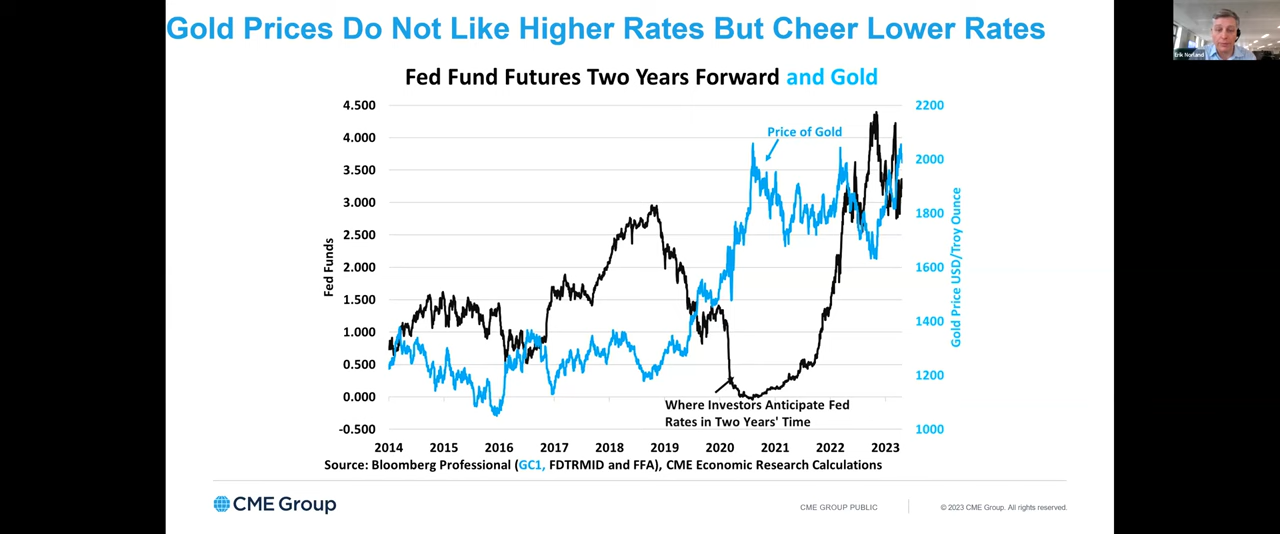 Gold Prices Do Not Like Higher Rates But Cheer Lower Rates
Erik Norland
Fed Fund Futures Two Years Forward and Gold
4.500
4.000
3.500
3.000
2.500
2.000
1.500
1.000
0.500
0.000
-0.500
Fed Funds
Price of Gold
Where Investors Anticipate Fed
Rates in Two Years' Time
2200
2000
1800
1600
1400
1200
1000
Gold Price USD/Troy Ounce
2014 2015 2016 2017 2018 2019 2020 2021 2022 2023
Source: Bloomberg Professional (GC1, FDTRMID and FFA), CME Economic Research Calculations
CME Group
CME GROUP PUBLIC
© 2023 CME Group. All rights reserved.